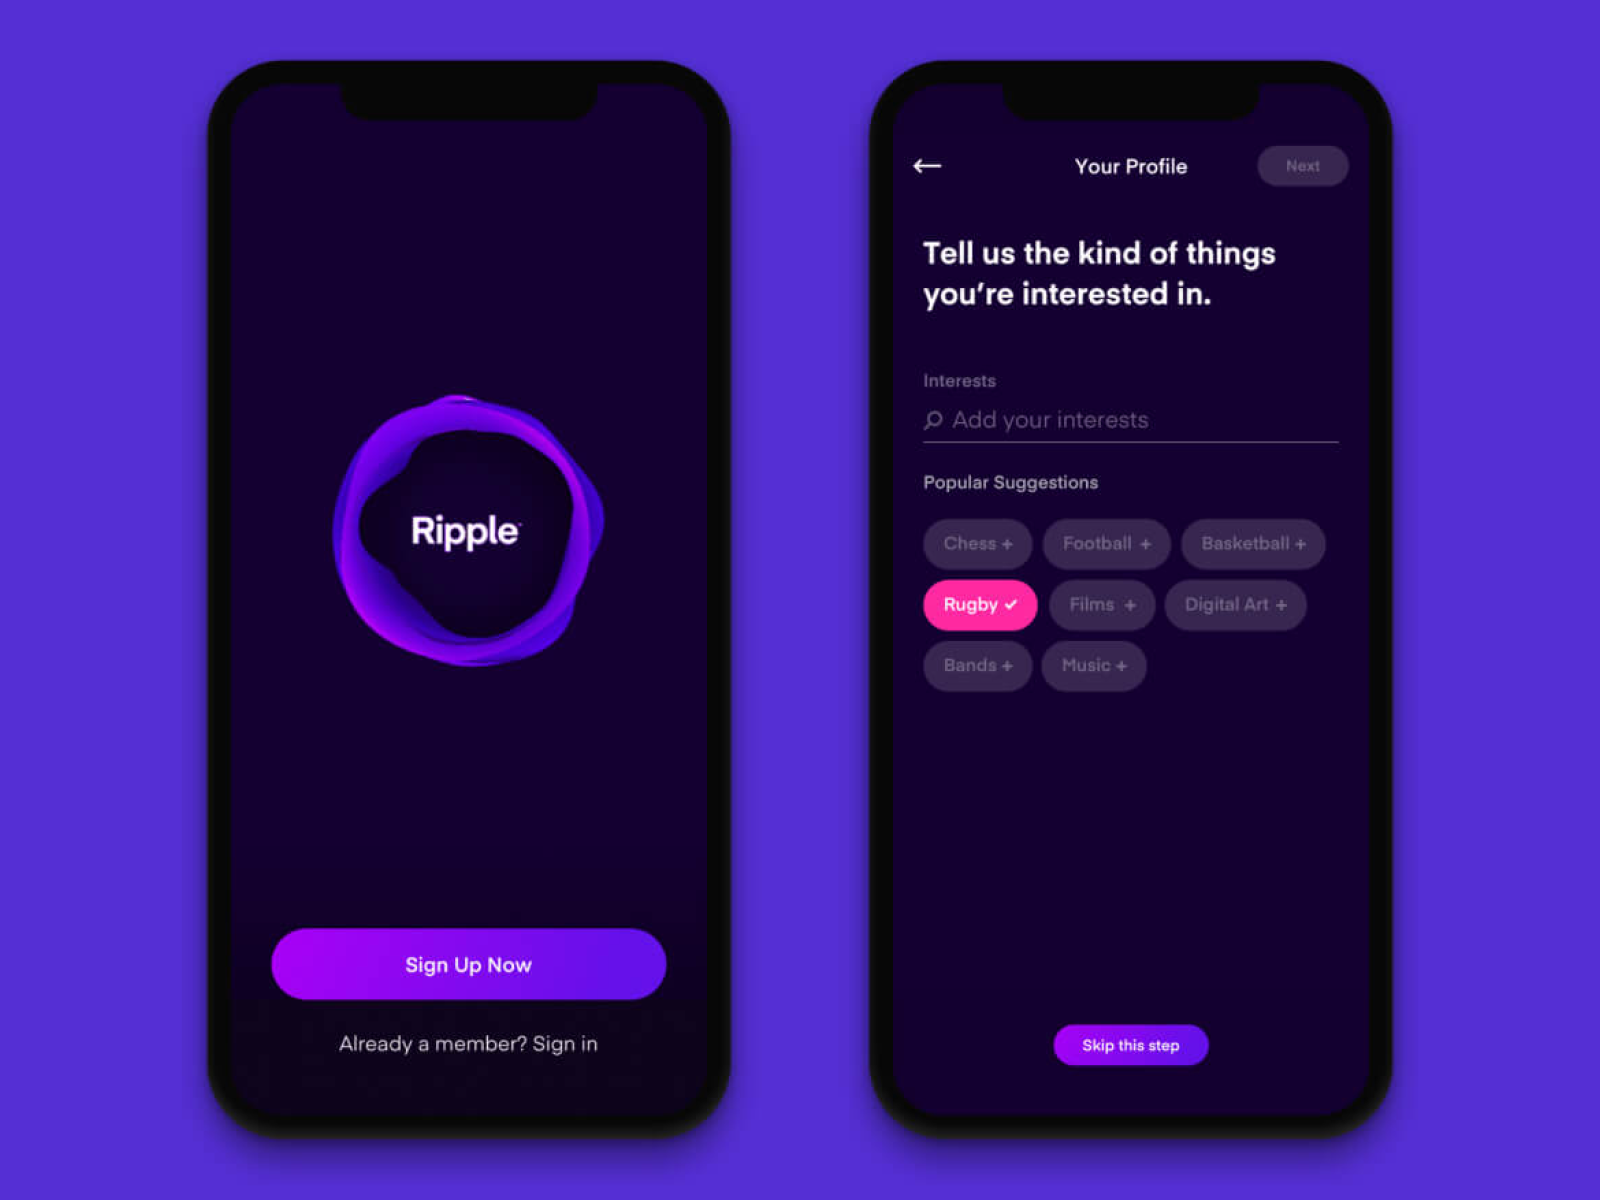 Ripple
Sign Up Now
Already a member? Sign in
Your Profile
Next
Tell us the kind of things
you’re interested in.
Interests
Add your interests
Popular Suggestions
Chess +
Football +
Basketball +
Rugby ✓
Films +
Digital Art +
Bands +
Music +
Skip this step